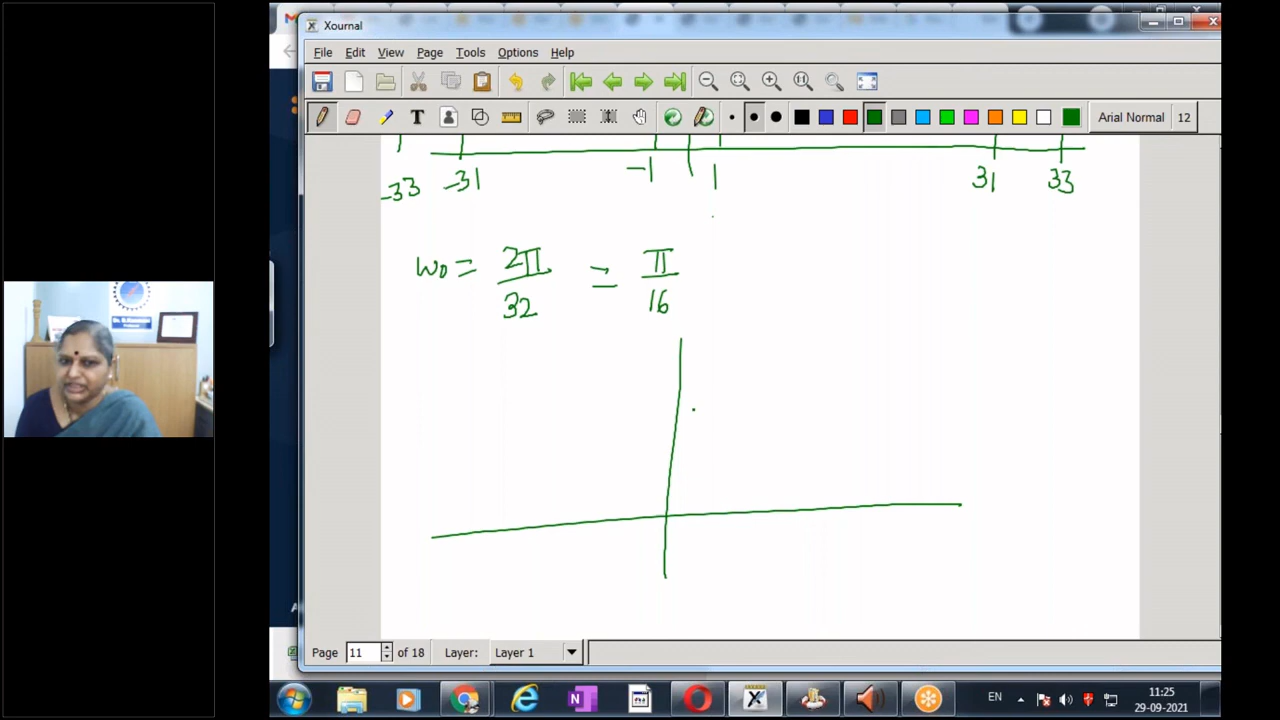 Xournal
File Edit View Page Tools Options Help
Arial Normal 12
-33 -31 -1 1 31 33
w0 = 2π/32 = π/16
Page 11 of 18 Layer: Layer 1
EN 11:25
29-09-2021